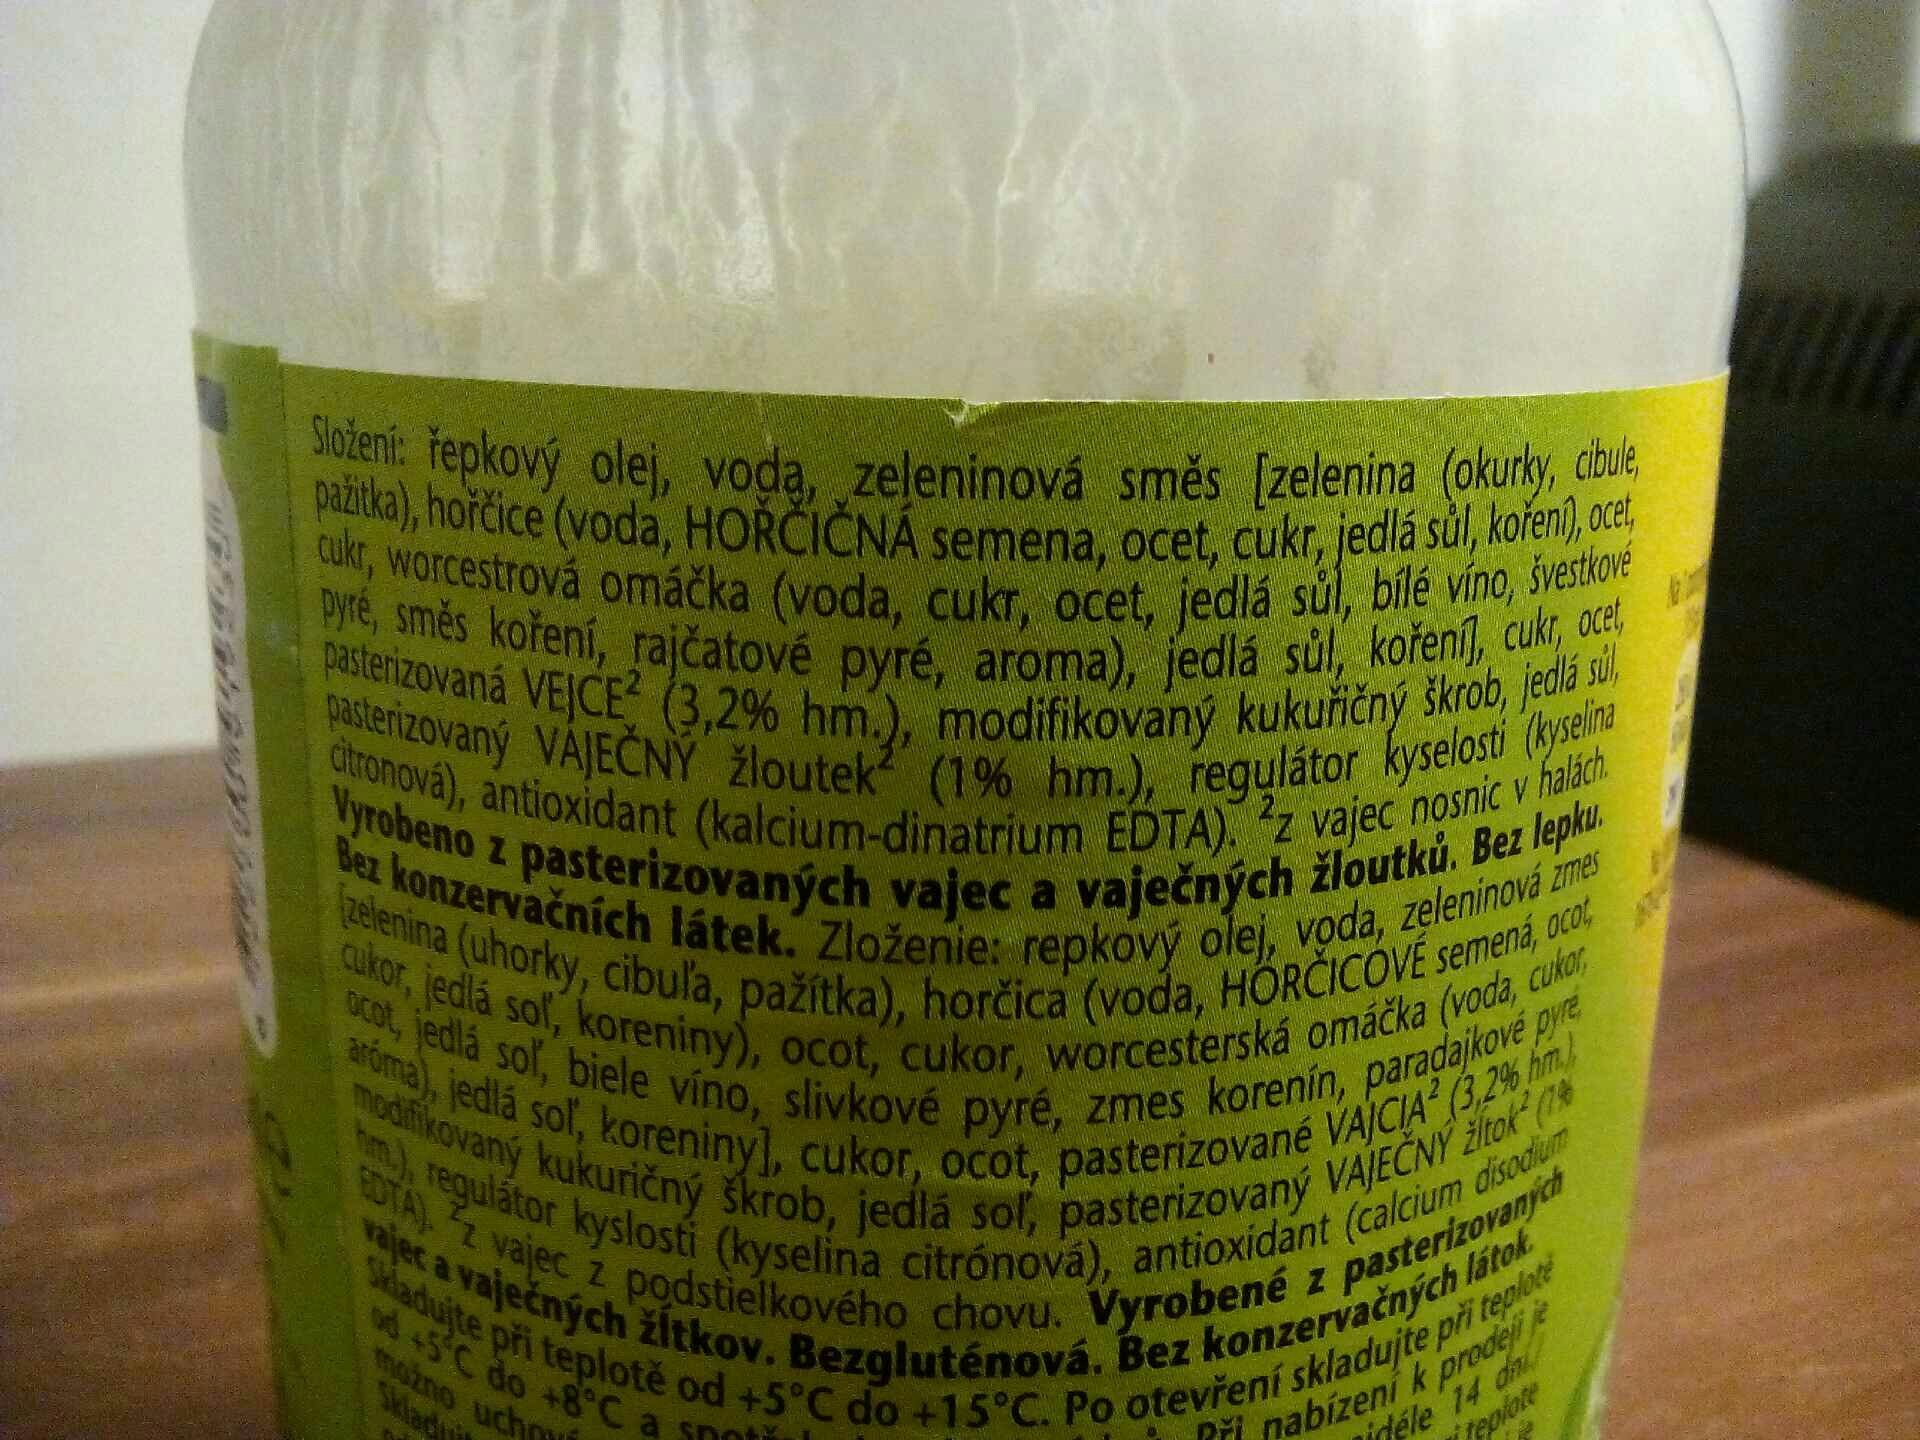 Složení: řepkový olej, voda, zeleninová směs [zelenina (okurky, cibule,
pažitka), hořčice (voda, HOŘČIČNÁ semena, ocet, cukr, jedlá sůl, koření), ocet,
cukr, worcestrová omáčka (voda, cukr, ocet, jedlá sůl, bílé víno, švestkové
pyré, směs koření, rajčatové pyré, aroma), jedlá sůl, koření], cukr, ocet,
pasterizovaná VEJCE² (3,2% hm.), modifikovaný kukuřičný škrob, jedlá sůl,
pasterizovaný VAJEČNÝ žloutek² (1% hm.), regulátor kyselosti (kyselina
citronová), antioxidant (kalcium-dinatrium EDTA). ²z vajec nosnic v halách.
Vyrobeno z pasterizovaných vajec a vaječných žloutků. Bez lepku.
Bez konzervačních látek. Zloženie: repkový olej, voda, zeleninová zmes
[zelenina (uhorky, cibuľa, pažítka), horčica (voda, HORČICOVÉ semená, ocot,
cukor, jedlá soľ, koreniny), ocot, cukor, worcesterská omáčka (voda, cukor,
ocot, jedlá soľ, biele víno, slivkové pyré, zmes korenín, paradajkové pyré,
aróma), jedlá soľ, koreniny], cukor, ocot, pasterizované VAJCIA² (3,2% hm.),
modifikovaný kukuričný škrob, jedlá soľ, pasterizovaný VAJEČNÝ žĺtok² (1%
hm.), regulátor kyslosti (kyselina citrónová), antioxidant (calcium disodium
EDTA). ²z vajec z podstielkového chovu. Vyrobené z pasterizovaných
vajec a vaječných žĺtkov. Bezgluténová. Bez konzervačných látok.
Skladujte při teplotě od +5°C do +15°C. Po otevření skladujte při teplotě
od +5°C do +8°C a Při nabízení k prodeji je
možno 14 dní.